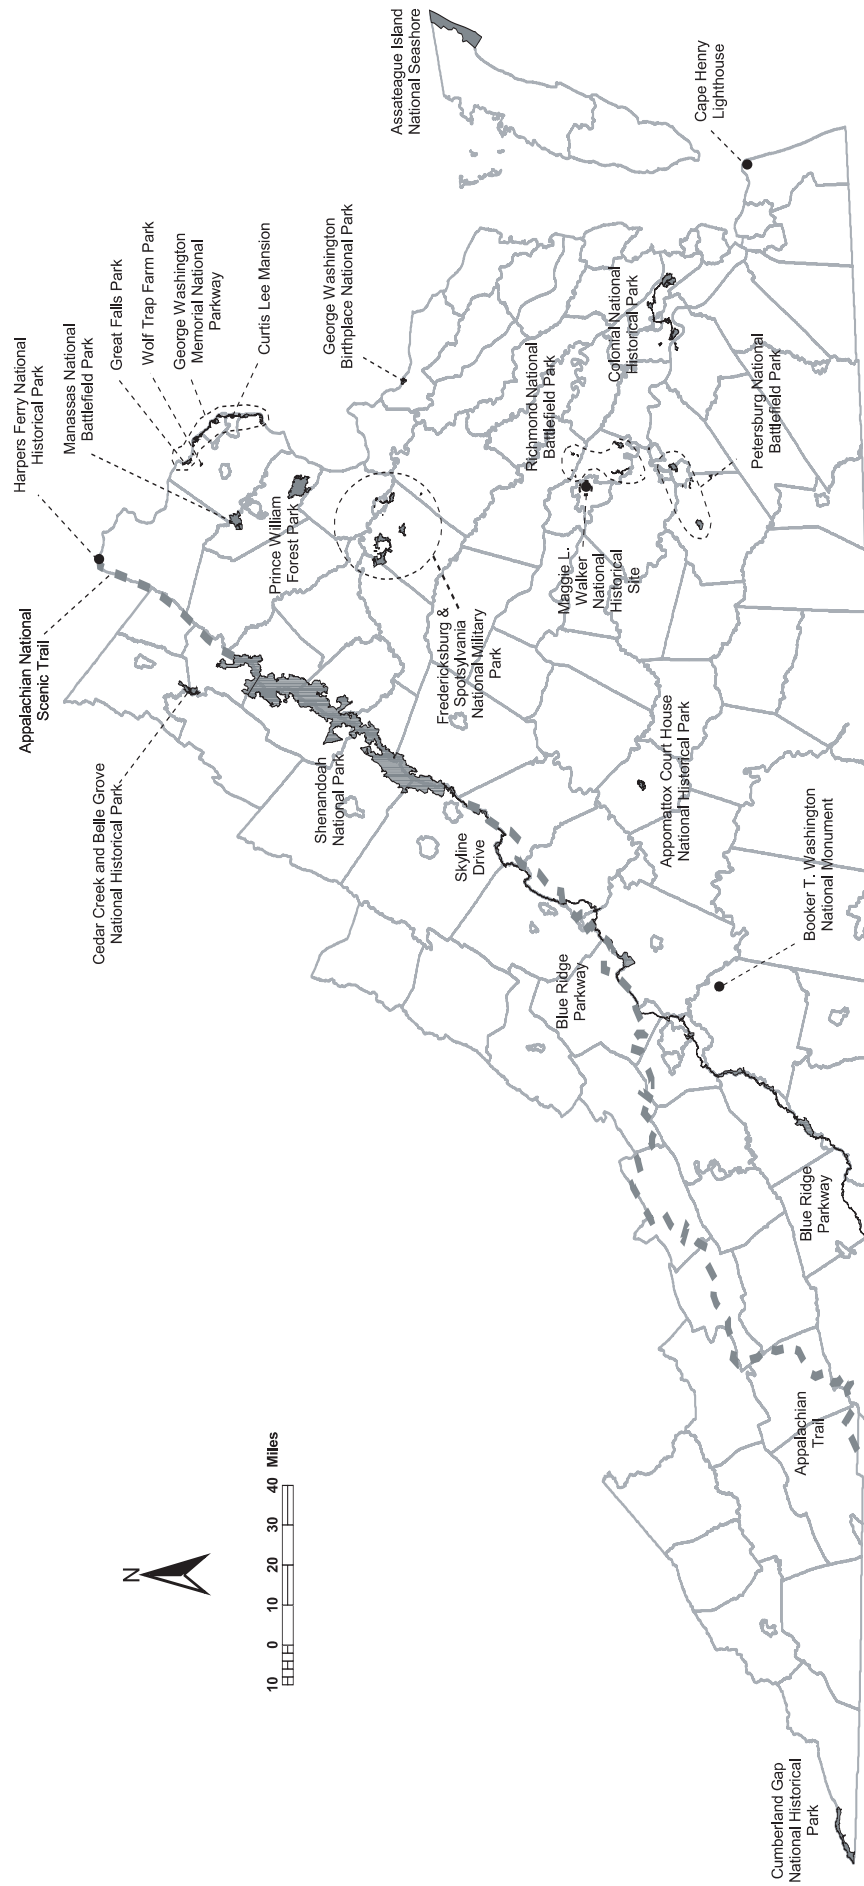 Harpers Ferry National
Historical Park
Appalachian National
Scenic Trail
Manassas National
Battlefield Park
Great Falls Park
Wolf Trap Farm Park
George Washington
Memorial National
Parkway
Curtis Lee Mansion
George Washington
Birthplace National Park
Assateague Island
National Seashore
Cape Henry
Lighthouse
Cedar Creek and Belle Grove
National Historical Park
Prince William
Forest Park
Shenandoah
National Park
Fredericksburg &
Spotsylvania
National Military
Park
Skyline
Drive
Richmond National
Battlefield Park
Colonial National
Historical Park
Maggie L.
Walker
National
Historical
Site
Petersburg National
Battlefield Park
Appomattox Court House
National Historical Park
Booker T. Washington
National Monument
Blue Ridge
Parkway
Blue Ridge
Parkway
Appalachian
Trail
Cumberland Gap
National Historical
Park
N
10 0 10 20 30 40 Miles